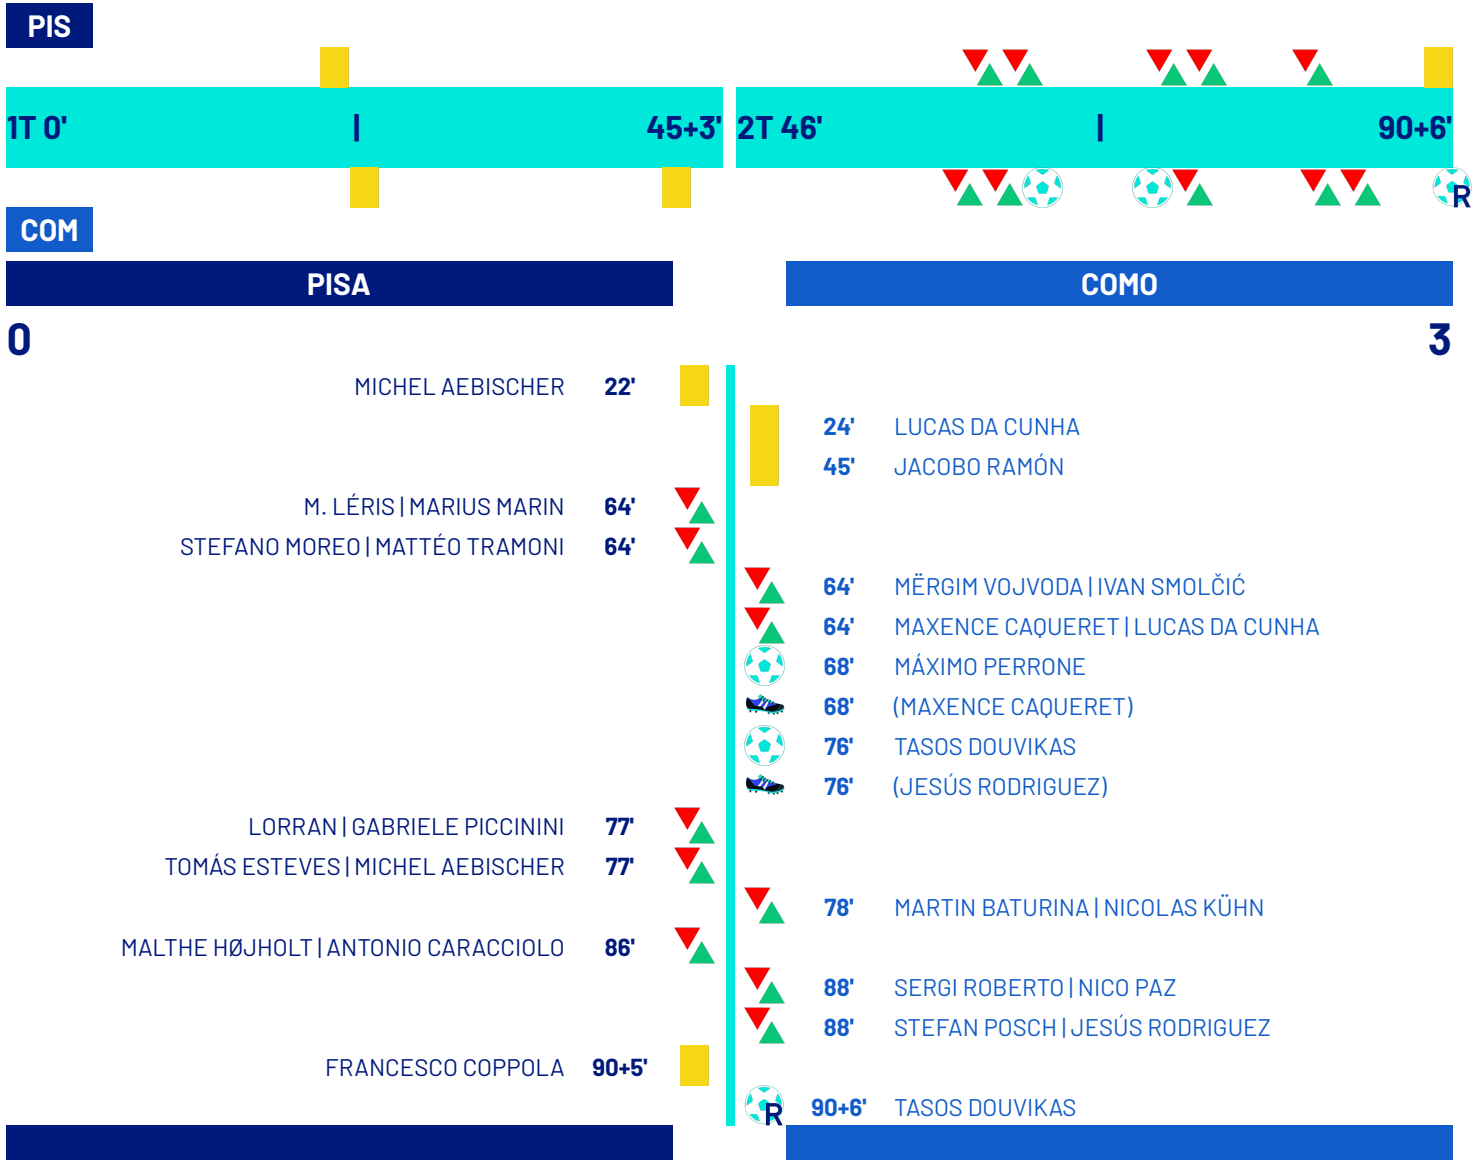 PIS
1T 0' | 45+3' 2T 46' | 90+6'
R
COM
PISA COMO
0 3
MICHEL AEBISCHER 22'
24' LUCAS DA CUNHA
45' JACOBO RAMÓN
M. LÉRIS | MARIUS MARIN 64'
STEFANO MOREO | MATTÉO TRAMONI 64'
64' MËRGIM VOJVODA | IVAN SMOLČIĆ
64' MAXENCE CAQUERET | LUCAS DA CUNHA
68' MÁXIMO PERRONE
68' (MAXENCE CAQUERET)
76' TASOS DOUVIKAS
76' (JESÚS RODRIGUEZ)
LORRAN | GABRIELE PICCININI 77'
TOMÁS ESTEVES | MICHEL AEBISCHER 77'
78' MARTIN BATURINA | NICOLAS KÜHN
MALTHE HØJHOLT | ANTONIO CARACCIOLO 86'
88' SERGI ROBERTO | NICO PAZ
88' STEFAN POSCH | JESÚS RODRIGUEZ
FRANCESCO COPPOLA 90+5'
R 90+6' TASOS DOUVIKAS